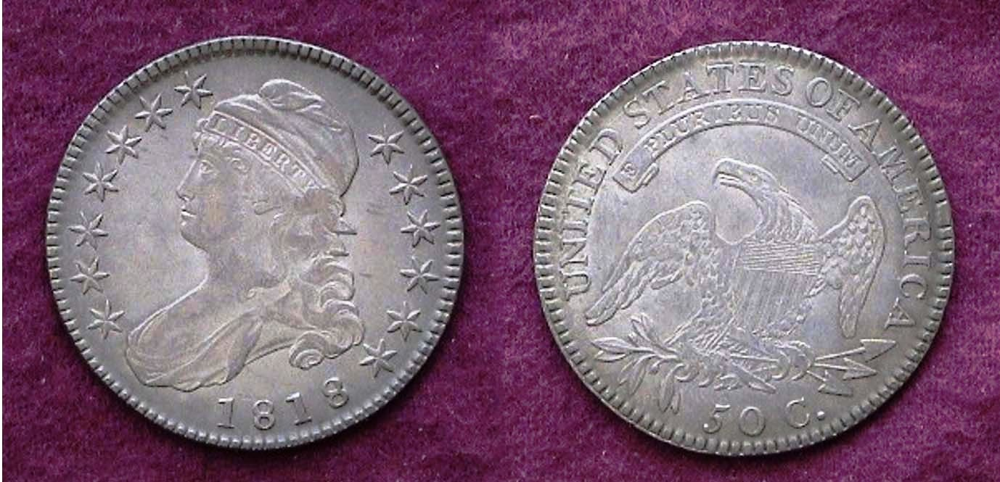 LIBERTY
1818
UNITED STATES OF AMERICA
E PLURIBUS UNUM
50 C.